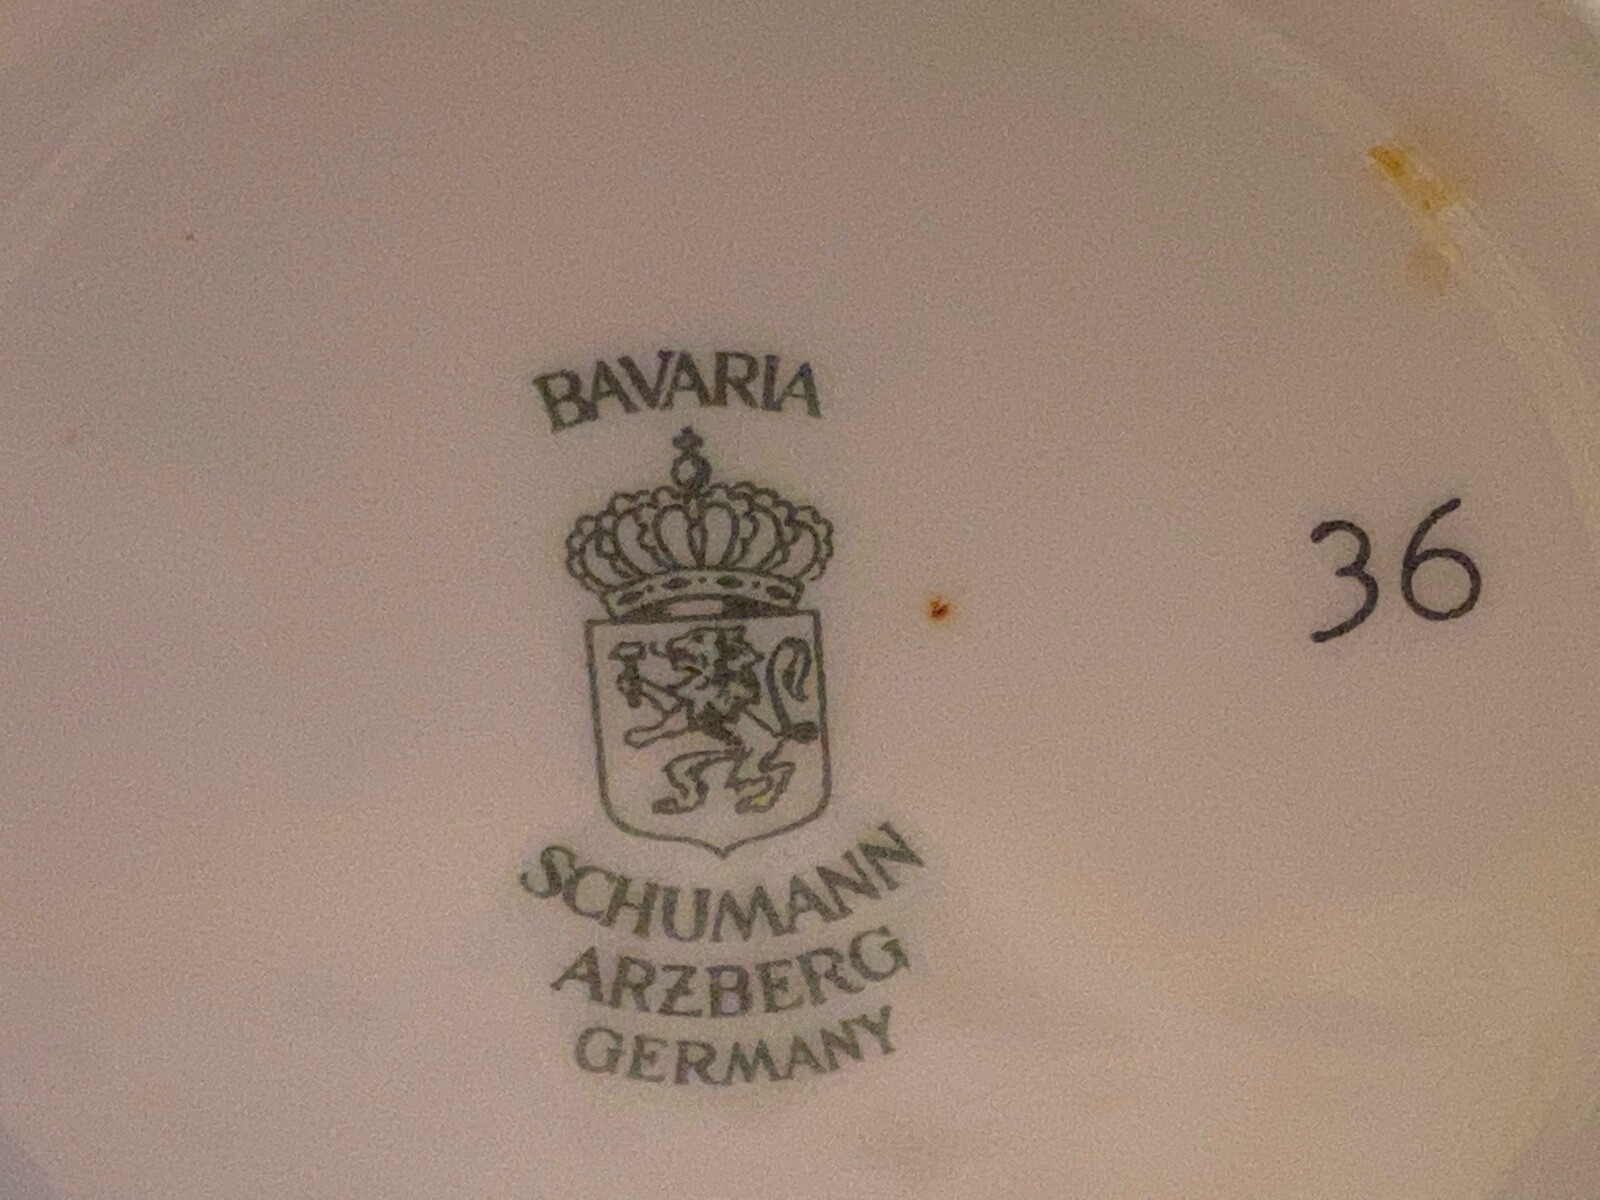 BAVARIA
36
SCHUMANN
ARZBERG
GERMANY